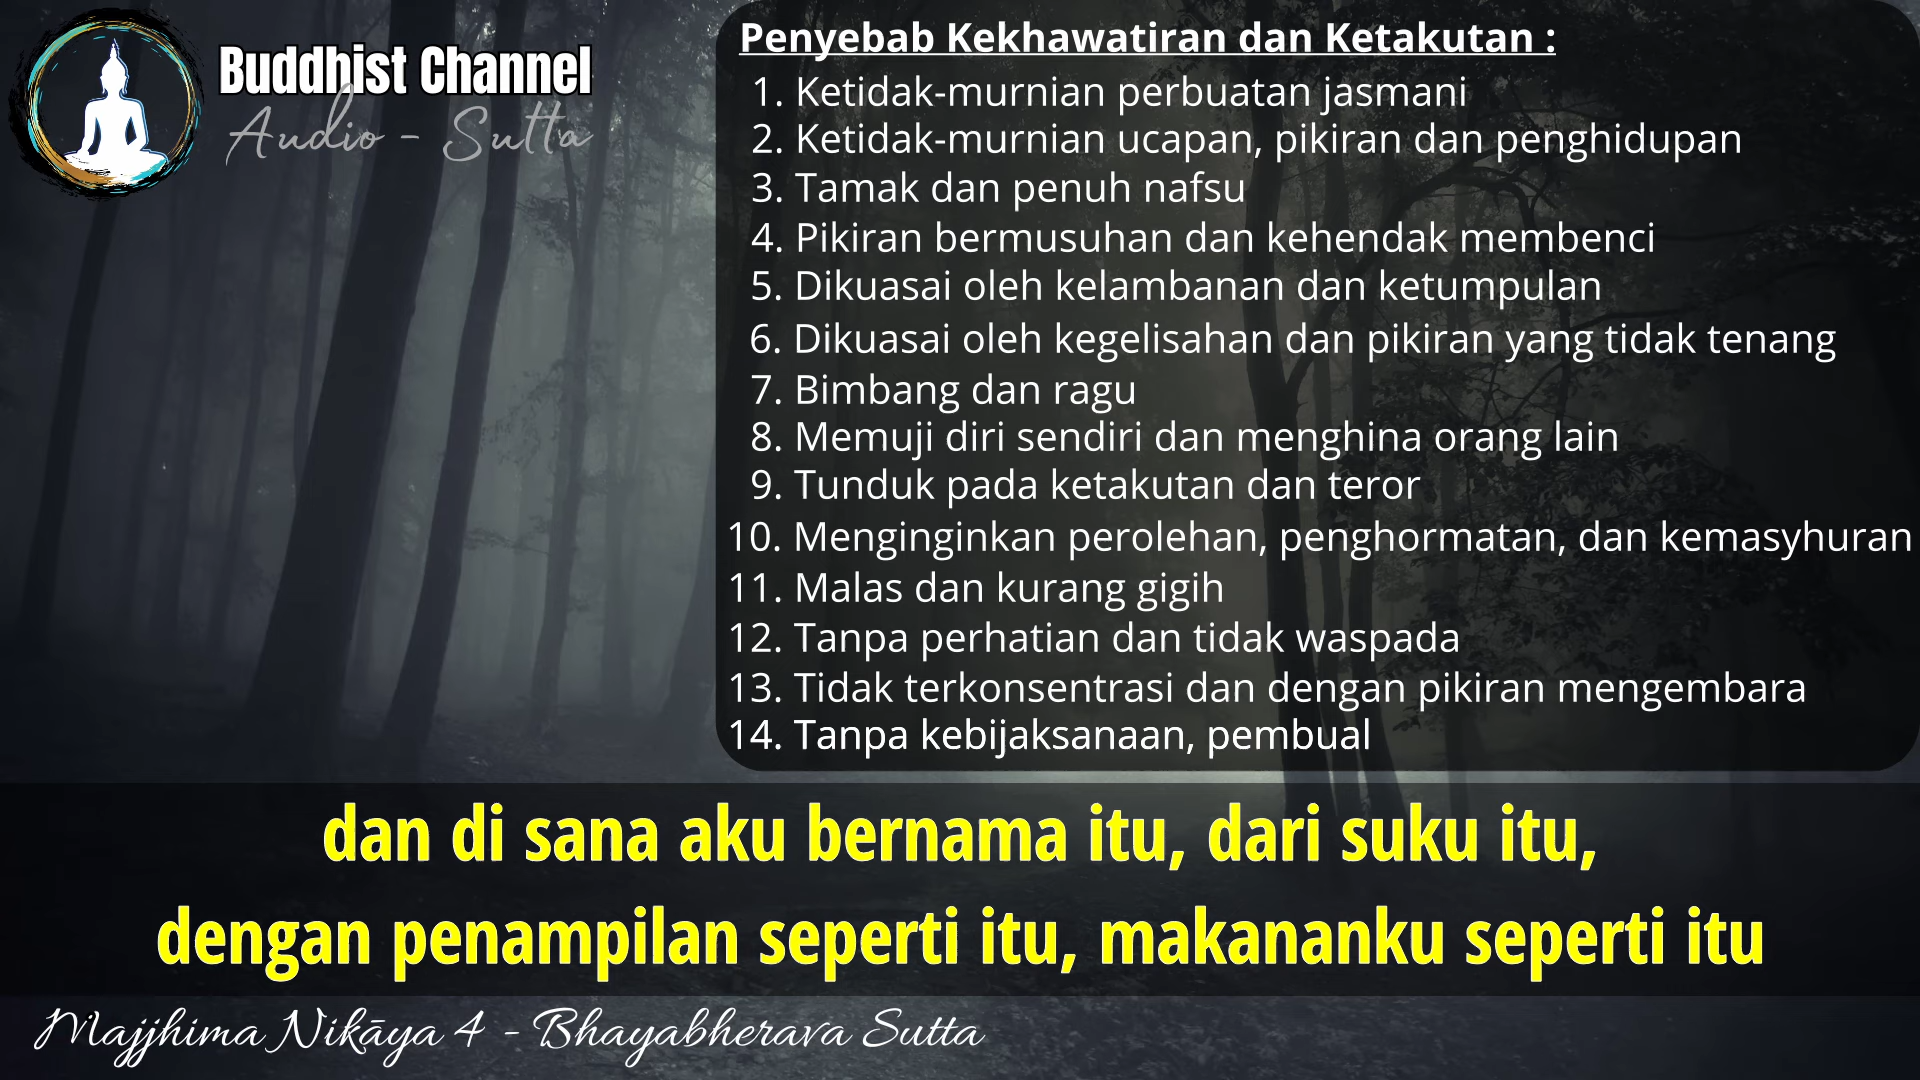 Buddhist Channel
Audio - Sutta
Penyebab Kekhawatiran dan Ketakutan :
1. Ketidak-murnian perbuatan jasmani
2. Ketidak-murnian ucapan, pikiran dan penghidupan
3. Tamak dan penuh nafsu
4. Pikiran bermusuhan dan kehendak membenci
5. Dikuasai oleh kelambanan dan ketumpulan
6. Dikuasai oleh kegelisahan dan pikiran yang tidak tenang
7. Bimbang dan ragu
8. Memuji diri sendiri dan menghina orang lain
9. Tunduk pada ketakutan dan teror
10. Menginginkan perolehan, penghormatan, dan kemasyhuran
11. Malas dan kurang gigih
12. Tanpa perhatian dan tidak waspada
13. Tidak terkonsentrasi dan dengan pikiran mengembara
14. Tanpa kebijaksanaan, pembual
dan di sana aku bernama itu, dari suku itu,
dengan penampilan seperti itu, makananku seperti itu
Majjhima Nikāya 4 - Bhayabherava Sutta